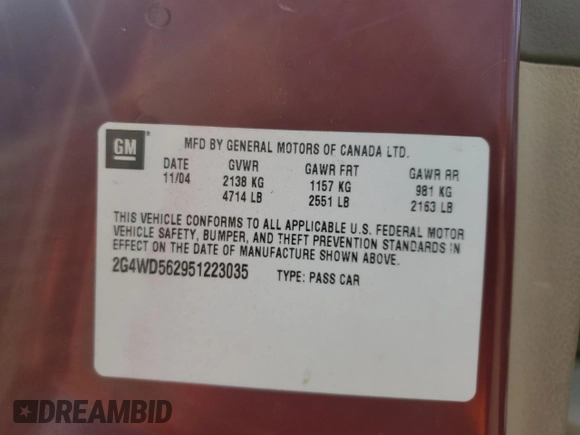 GM
MFD BY GENERAL MOTORS OF CANADA LTD.
DATE GVWR GAWR FRT GAWR RR
11/04 2138 KG 1157 KG 981 KG
4714 LB 2551 LB 2163 LB
THIS VEHICLE CONFORMS TO ALL APPLICABLE U.S. FEDERAL MOTOR
VEHICLE SAFETY, BUMPER, AND THEFT PREVENTION STANDARDS IN
EFFECT ON THE DATE OF MANUFACTURE SHOWN ABOVE.
2G4WD562951223035 TYPE: PASS CAR
DREAMBID